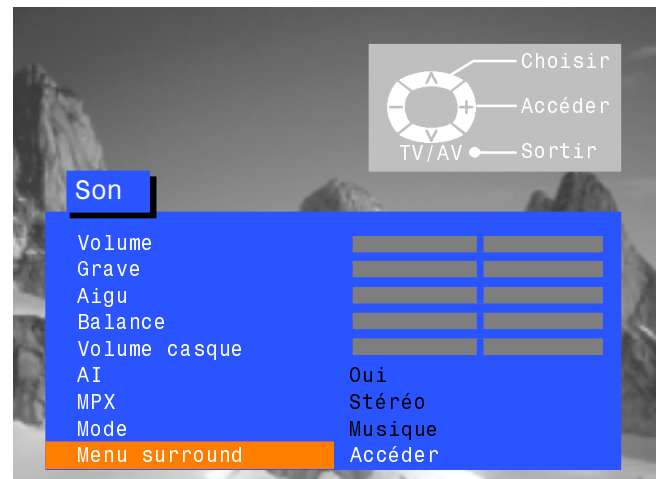 Choisir
Accéder
TV/AV Sortir
Son
Volume
Grave
Aigu
Balance
Volume casque
AI Oui
MPX Stéréo
Mode Musique
Menu surround Accéder